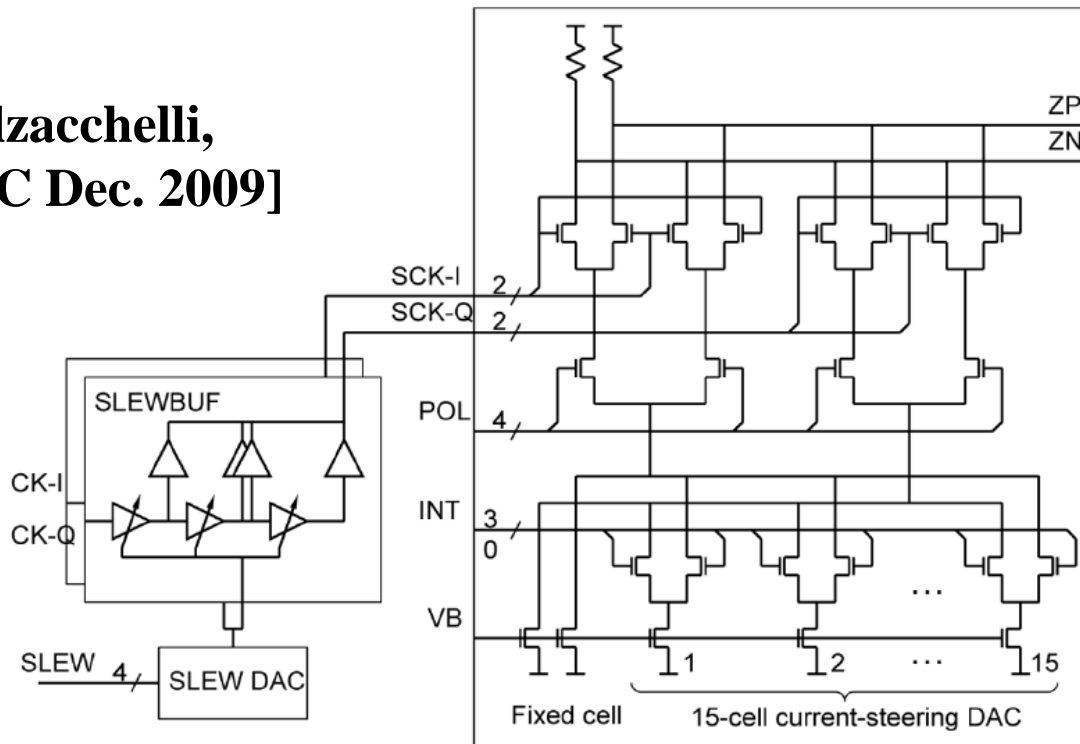 lzacchelli,
C Dec. 2009]
ZP
ZN
SCK-I
2
SCK-Q
2
SLEWBUF
POL
4
CK-I
CK-Q
INT
3
0
VB
SLEW
4
SLEW DAC
1
2
...
...
15
Fixed cell
15-cell current-steering DAC